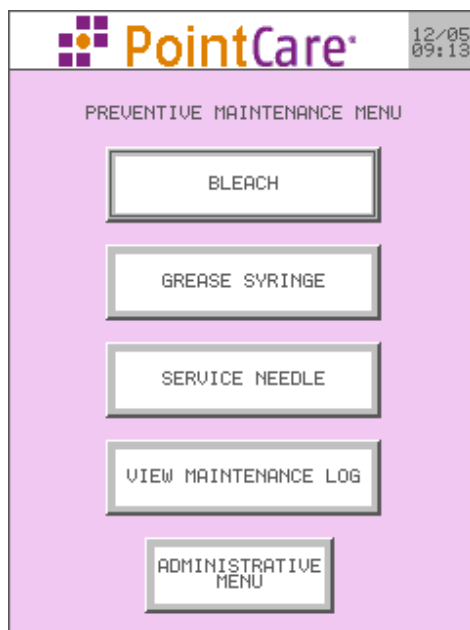 PointCare
12/05
09:13
PREVENTIVE MAINTENANCE MENU
BLEACH
GREASE SYRINGE
SERVICE NEEDLE
VIEW MAINTENANCE LOG
ADMINISTRATIVE
MENU